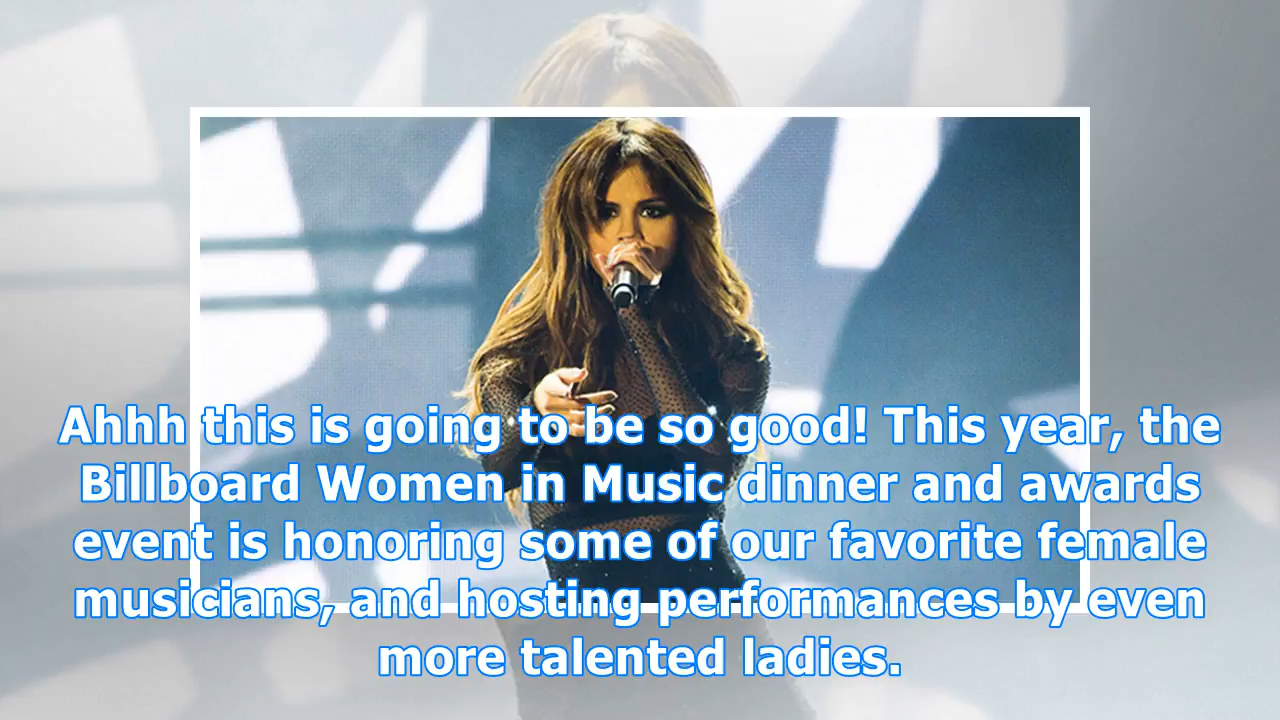 Ahhh this is going to be so good! This year, the
Billboard Women in Music dinner and awards
event is honoring some of our favorite female
musicians, and hosting performances by even
more talented ladies.